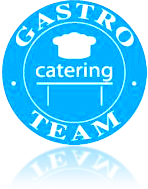 GASTRO
catering
· TEAM ·